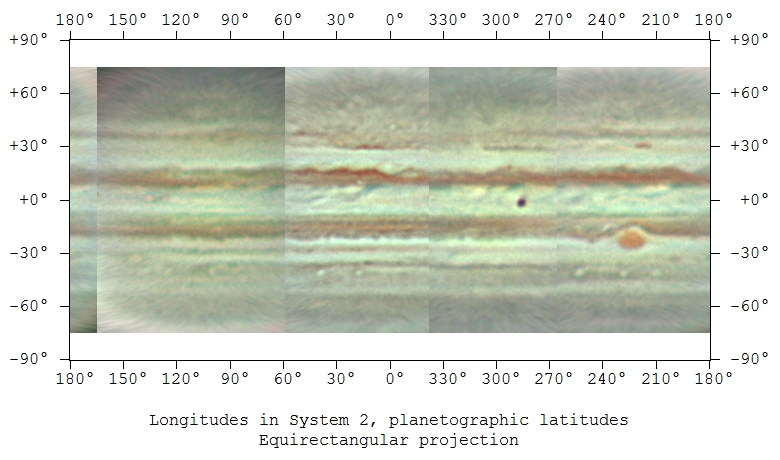 180° 150° 120° 90° 60° 30° 0° 330° 300° 270° 240° 210° 180°
+90° +90°
+60° +60°
+30° +30°
+0° +0°
−30° −30°
−60° −60°
−90° −90°
180° 150° 120° 90° 60° 30° 0° 330° 300° 270° 240° 210° 180°
Longitudes in System 2, planetographic latitudes
Equirectangular projection